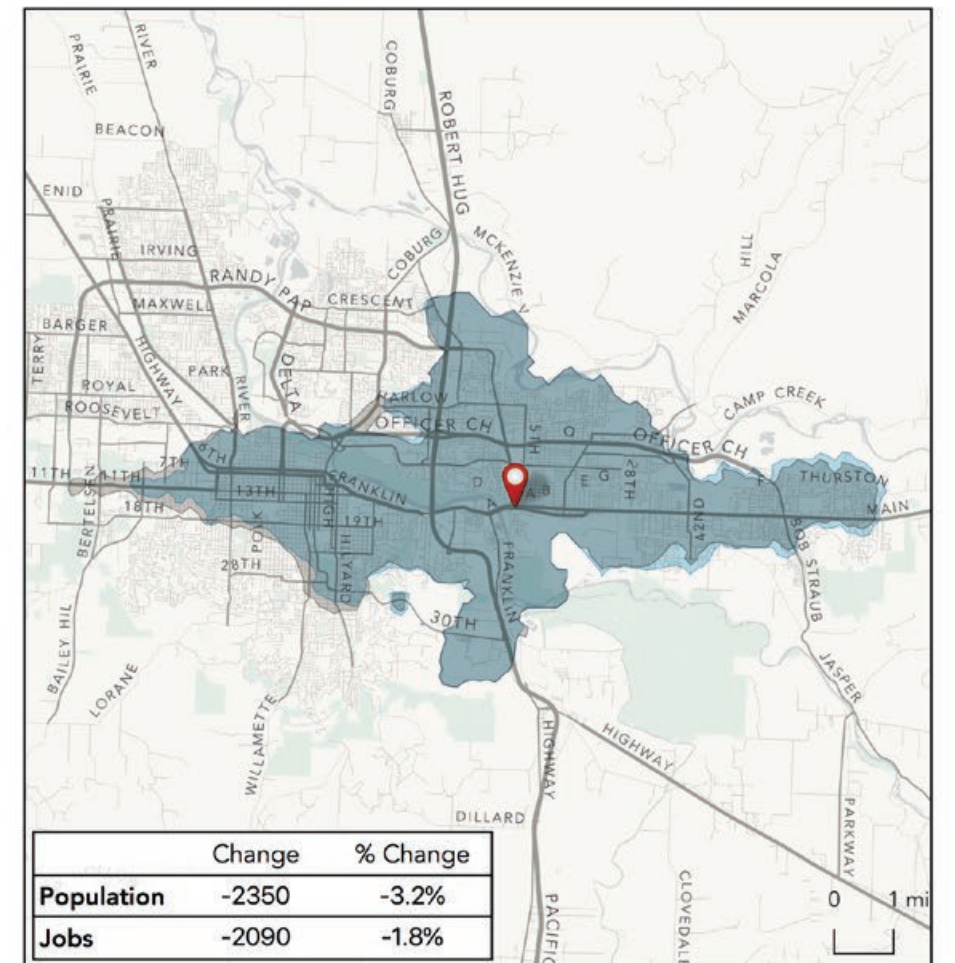 PRAIRIE
RIVER
COBURG
ROBERT HUG
BEACON
ENID
PRAIRIE
IRVING
COBURG
MCKENZIE V
HILL
MARCOLA
RANDY PAP
CRESCENT
MAXWELL
BARGER
TERRY
HIGHWAY
PARK
RIVER
DELTA
ROYAL
ROOSEVELT
HARLOW
CAMP CREEK
OFFICER CH
5TH
Q
OFFICER CH
6TH
7TH
11TH
11TH
13TH
18TH
BERTELSEN
POLK
HIGH
FRANKLIN
19TH
HILYARD
28TH
D
A
A
B
E
G
28TH
42ND
F
THURSTON
MAIN
BOB STRAUB
FRANKLIN
30TH
BAILEY HIL
LORANE
WILLAMETTE
JASPER
HIGHWAY
HIGHWAY
DILLARD
PARKWAY
CLOVEDALE
PACIFIC
Change % Change
Population -2350 -3.2%
Jobs -2090 -1.8%
0 1 mi